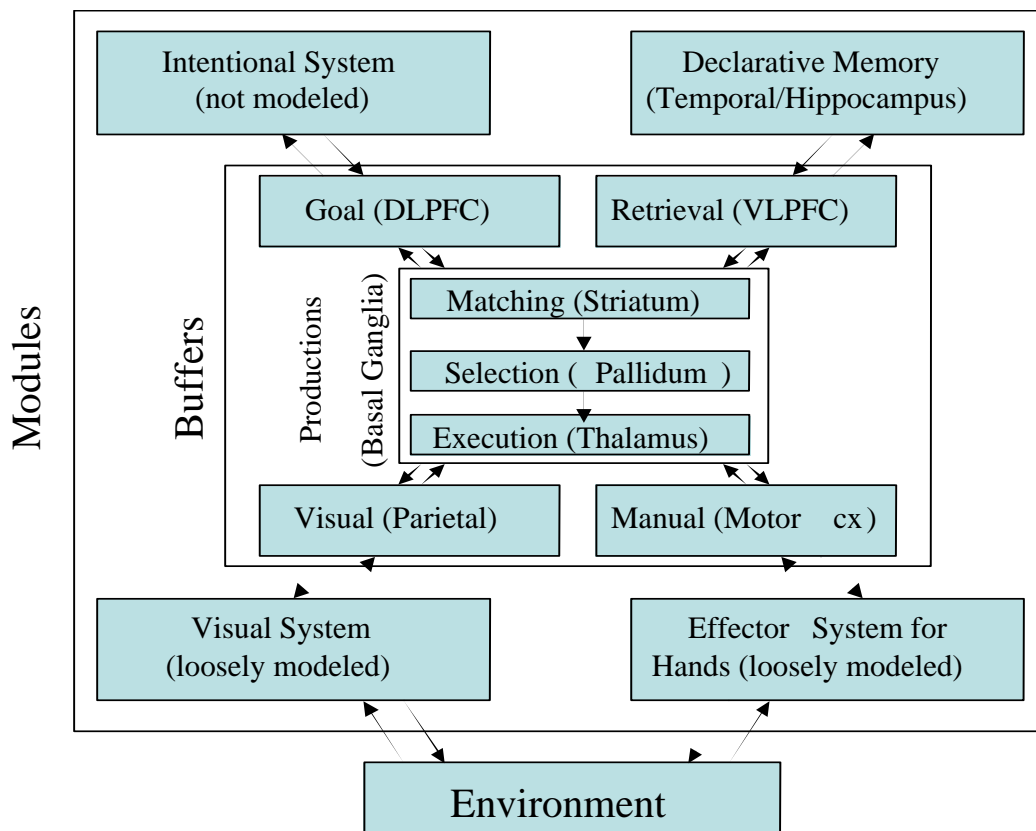 Intentional System
(not modeled)
Declarative Memory
(Temporal/Hippocampus)
Modules
Buffers
Goal (DLPFC)
Retrieval (VLPFC)
Productions
(Basal Ganglia)
Matching (Striatum)
Selection ( Pallidum )
Execution (Thalamus)
Visual (Parietal)
Manual (Motor cx )
Visual System
(loosely modeled)
Effector System for
Hands (loosely modeled)
Environment